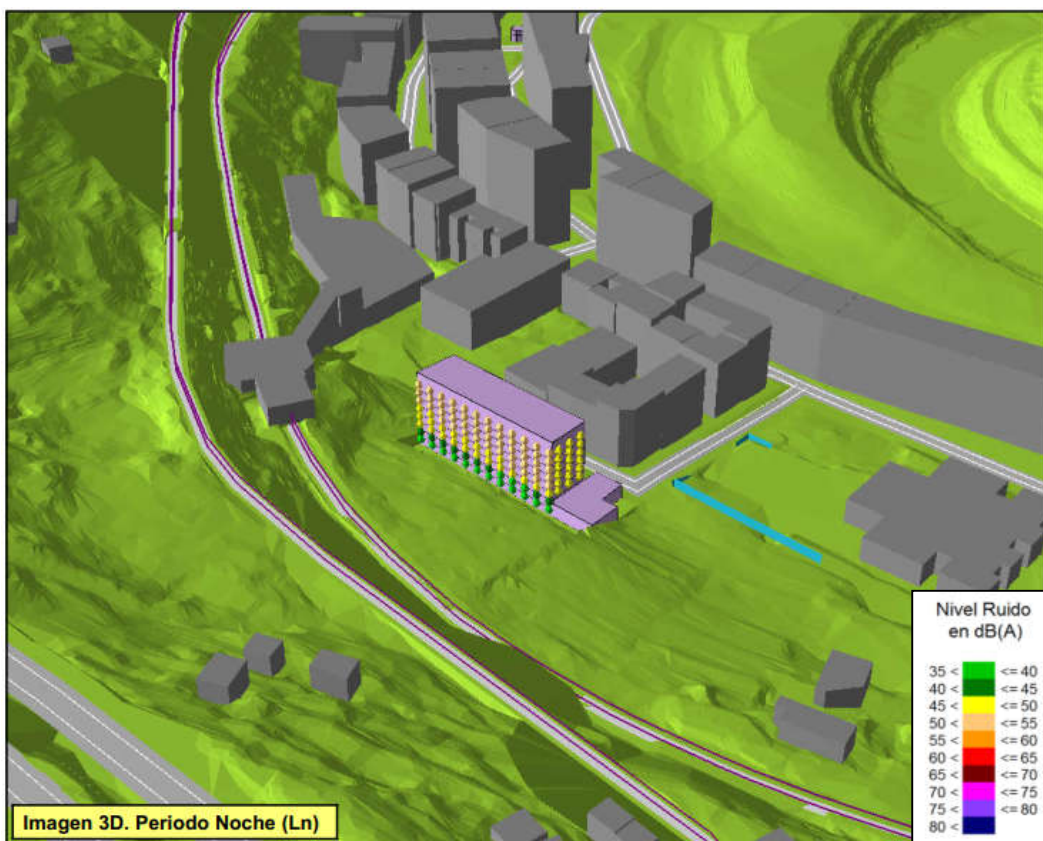 Nivel Ruido
en dB(A)
35 < <= 40
40 < <= 45
45 < <= 50
50 < <= 55
55 < <= 60
60 < <= 65
65 < <= 70
70 < <= 75
75 < <= 80
80 <
Imagen 3D. Periodo Noche (Ln)